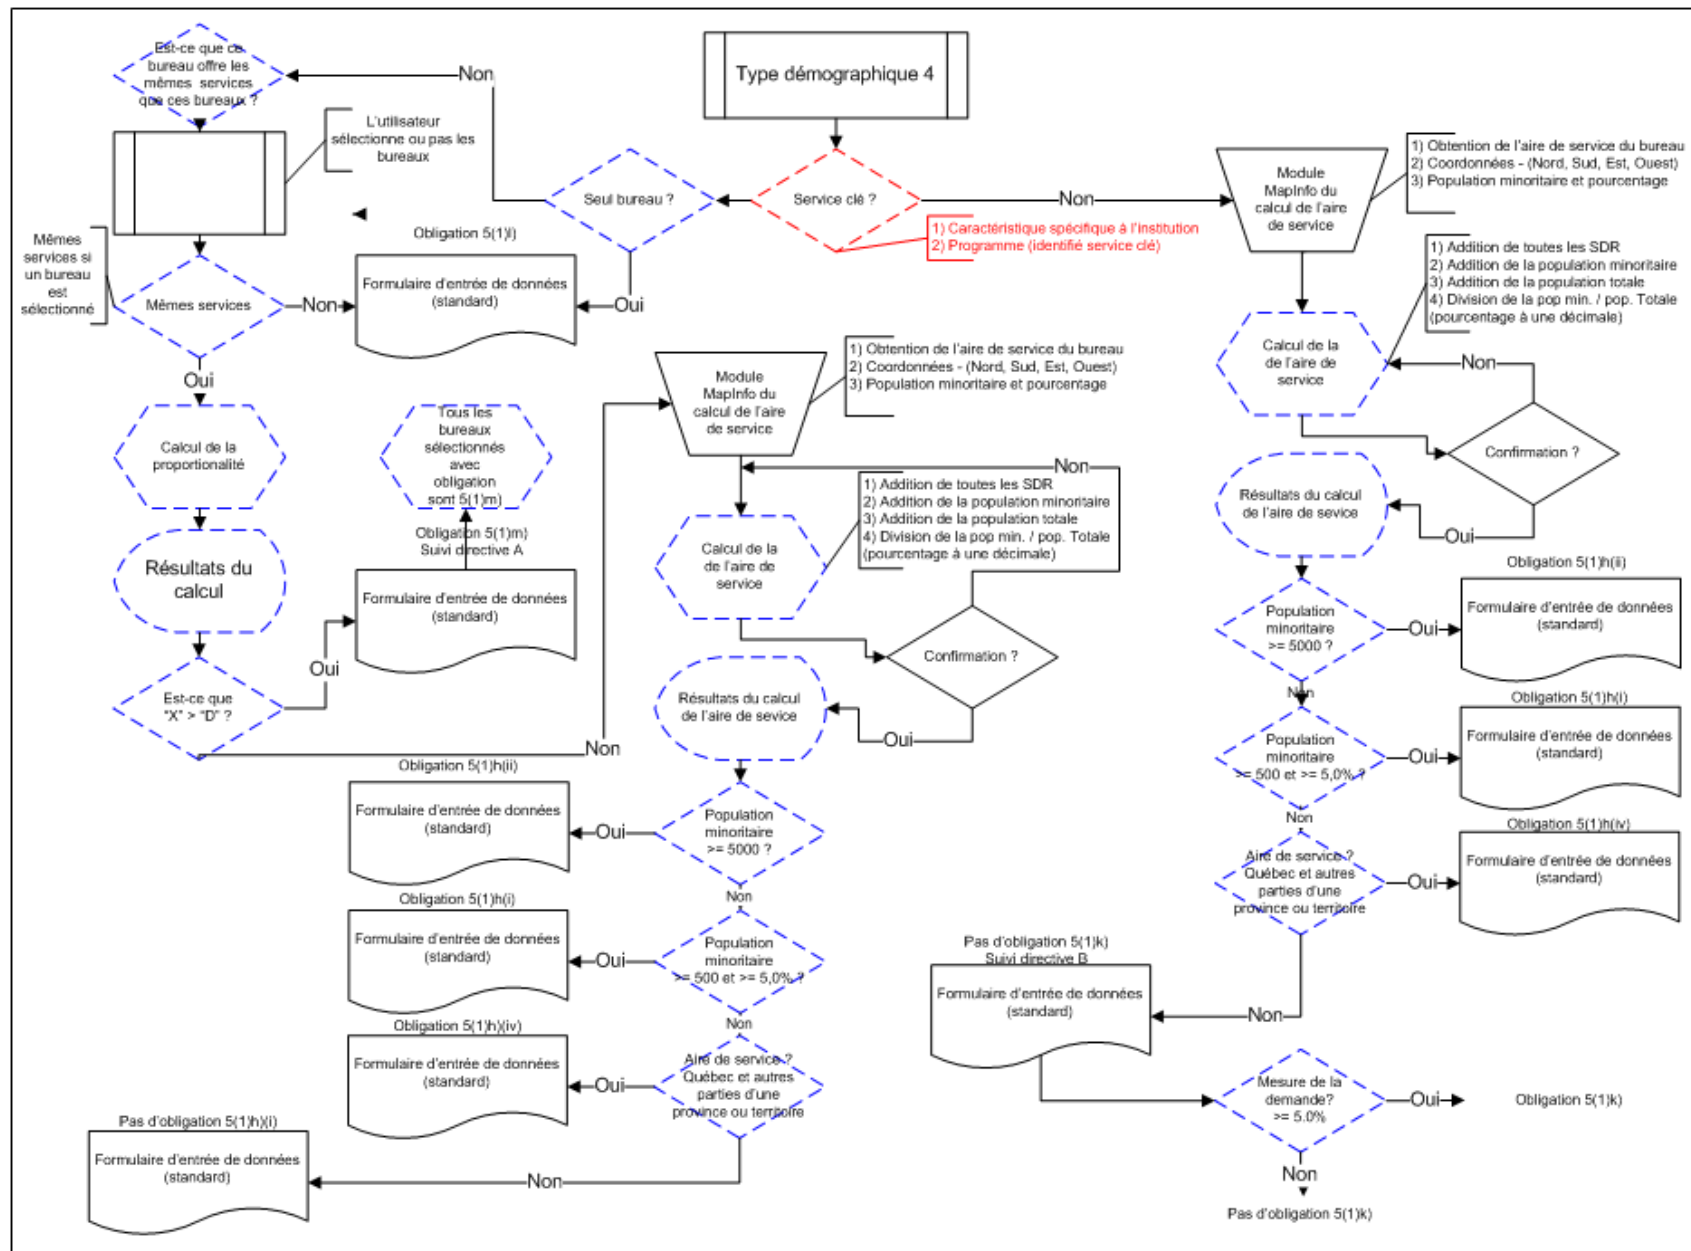 Type démographique 4
Est-ce que ce
bureau offre les
mêmes services
que ces bureaux ?
Non
L'utilisateur
sélectionne ou pas les
bureaux
Seul bureau ?
Service clé ?
Non
1) Caractéristique spécifique à l'institution
2) Programme (identifié service clé)
Module
MapInfo du
calcul de l'aire
de service
1) Obtention de l'aire de service du bureau
2) Coordonnées - (Nord, Sud, Est, Ouest)
3) Population minoritaire et pourcentage
Mêmes
services si
un bureau
est
sélectionné
Mêmes services
Non
Obligation 5(1)l)
Formulaire d'entrée de données
(standard)
Oui
1) Addition de toutes les SDR
2) Addition de la population minoritaire
3) Addition de la population totale
4) Division de la pop min. / pop. Totale
(pourcentage à une décimale)
Calcul de la
de l'aire de
service
Non
Confirmation ?
Oui
Résultats du calcul
de l'aire de sevice
Oui
Calcul de la
proportionalité
Tous les
bureaux
sélectionnés
avec
obligation
sont 5(1)m)
Obligation 5(1)m)
Suivi directive A
Formulaire d'entrée de données
(standard)
Résultats du
calcul
Oui
Est-ce que
"X" > "D" ?
Non
Module
MapInfo du
calcul de l'aire
de service
1) Obtention de l'aire de service du bureau
2) Coordonnées - (Nord, Sud, Est, Ouest)
3) Population minoritaire et pourcentage
Non
1) Addition de toutes les SDR
2) Addition de la population minoritaire
3) Addition de la population totale
4) Division de la pop min. / pop. Totale
(pourcentage à une décimale)
Calcul de la
de l'aire de
service
Confirmation ?
Oui
Résultats du calcul
de l'aire de sevice
Obligation 5(1)h(ii)
Formulaire d'entrée de données
(standard)
Oui
Population
minoritaire
>= 5000 ?
Non
Obligation 5(1)h(i)
Formulaire d'entrée de données
(standard)
Oui
Population
minoritaire
>= 500 et >= 5,0% ?
Non
Obligation 5(1)h)(iv)
Formulaire d'entrée de données
(standard)
Oui
Aire de service ?
Québec et autres
parties d'une
province ou territoire
Pas d'obligation 5(1)h)(i)
Formulaire d'entrée de données
(standard)
Non
Population
minoritaire
>= 5000 ?
Oui
Obligation 5(1)h(ii)
Formulaire d'entrée de données
(standard)
Non
Population
minoritaire
>= 500 et >= 5,0% ?
Oui
Obligation 5(1)h(i)
Formulaire d'entrée de données
(standard)
Non
Aire de service ?
Québec et autres
parties d'une
province ou territoire
Oui
Obligation 5(1)h(iv)
Formulaire d'entrée de données
(standard)
Pas d'obligation 5(1)k)
Suivi directive B
Formulaire d'entrée de données
(standard)
Non
Mesure de la
demande?
>= 5.0%
Oui
Obligation 5(1)k)
Non
Pas d'obligation 5(1)k)